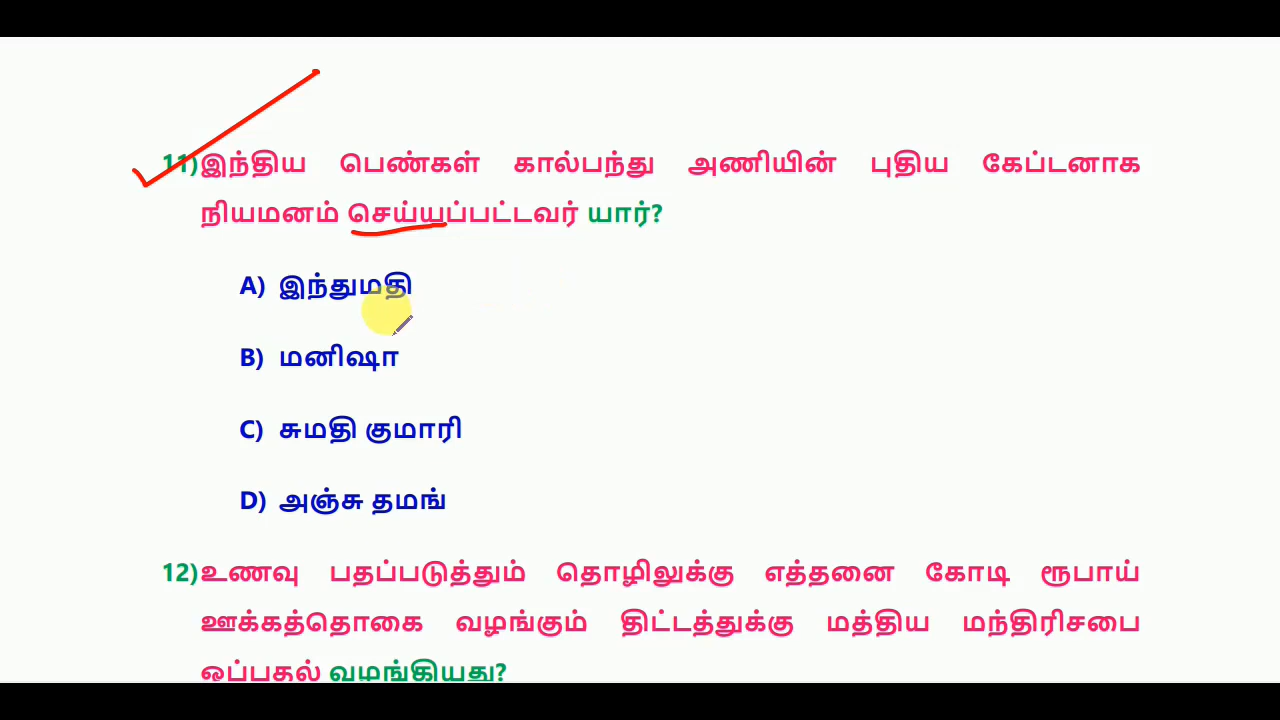 11) இந்திய பெண்கள் கால்பந்து அணியின் புதிய கேப்டனாக
நியமனம் செய்யப்பட்டவர் யார்?
A) இந்துமதி
B) மனிஷா
C) சுமதி குமாரி
D) அஞ்சு தமங்
12) உணவு பதப்படுத்தும் தொழிலுக்கு எத்தனை கோடி ரூபாய்
ஊக்கத்தொகை வழங்கும் திட்டத்துக்கு மத்திய மந்திரிசபை
ஒப்புதல் வழங்கியது?